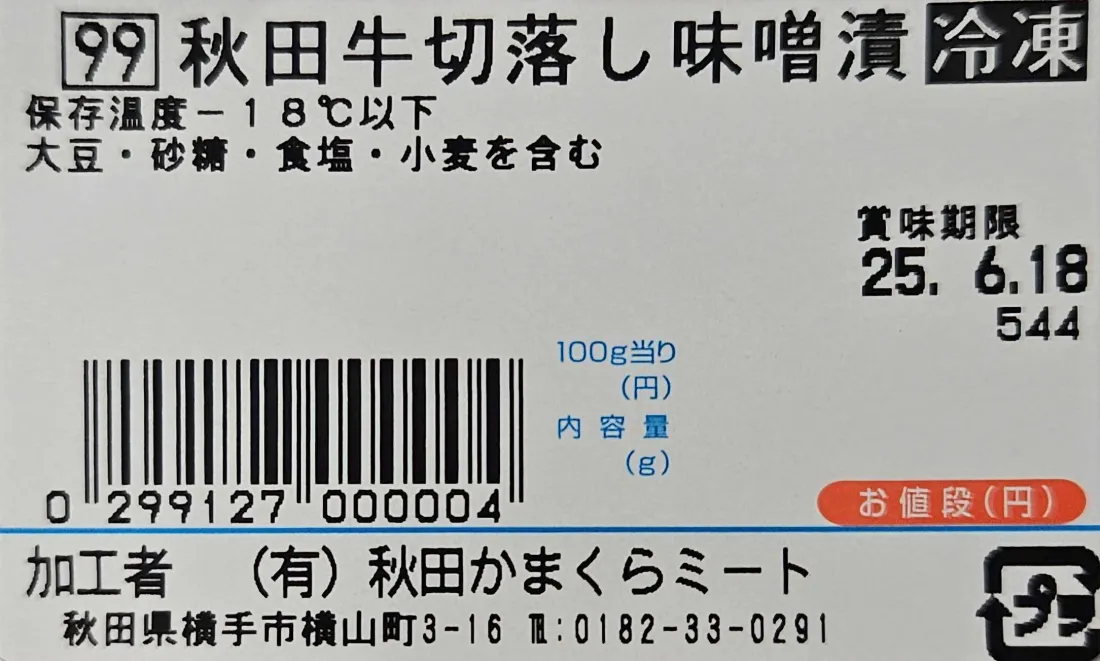 99 秋田牛切落し味噌漬 冷凍
保存温度－１８℃以下
大豆・砂糖・食塩・小麦を含む
賞味期限
25. 6.18
544
100g当り
(円)
内容量
(g)
0 299127 000004
お値段(円)
加工者 （有）秋田かまくらミート
秋田県横手市横山町3-16 ℡:0182-33-0291
プラ